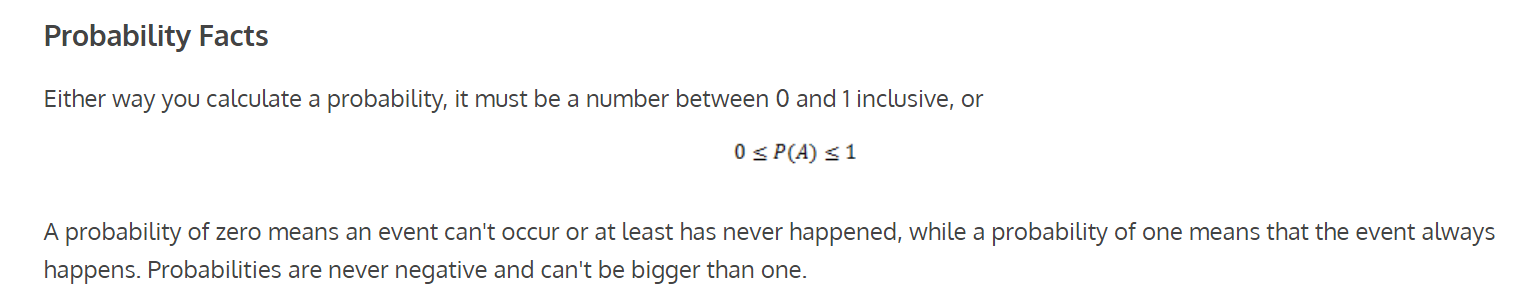 Probability Facts
Either way you calculate a probability, it must be a number between 0 and 1 inclusive, or
0 ≤ P(A) ≤ 1
A probability of zero means an event can't occur or at least has never happened, while a probability of one means that the event always
happens. Probabilities are never negative and can't be bigger than one.